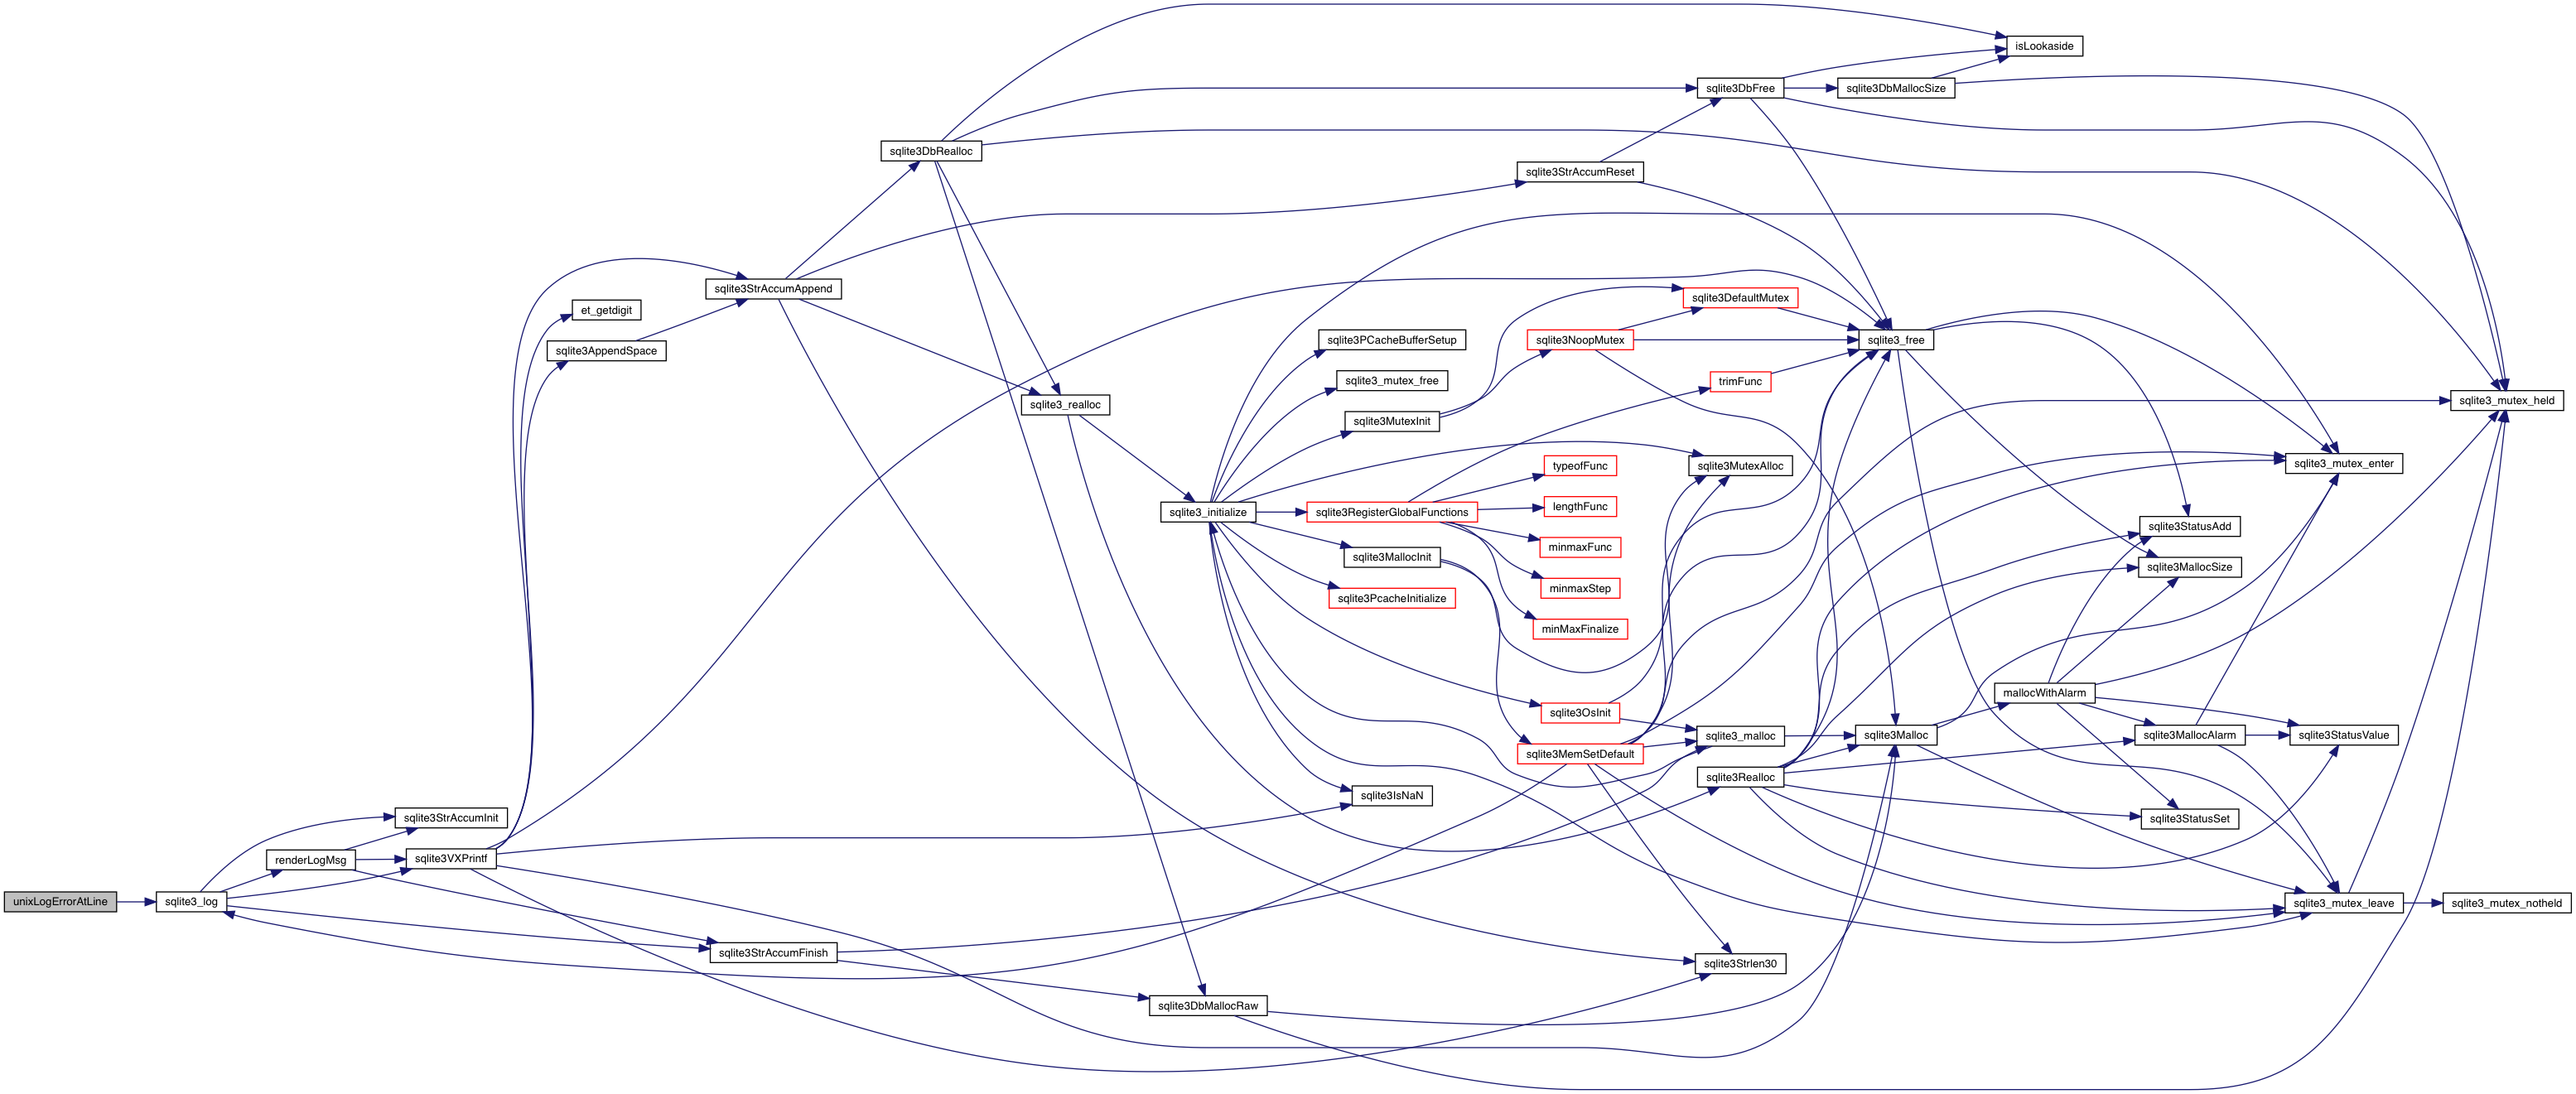 isLookaside
sqlite3DbFree
sqlite3DbMallocSize
sqlite3DbRealloc
sqlite3StrAccumReset
sqlite3StrAccumAppend
sqlite3DefaultMutex
et_getdigit
sqlite3PCacheBufferSetup
sqlite3NoopMutex
sqlite3_free
sqlite3AppendSpace
sqlite3_mutex_free
trimFunc
sqlite3_mutex_held
sqlite3_realloc
sqlite3MutexInit
sqlite3_mutex_enter
typeofFunc
sqlite3MutexAlloc
lengthFunc
sqlite3_initialize
sqlite3RegisterGlobalFunctions
sqlite3StatusAdd
minmaxFunc
sqlite3MallocInit
sqlite3MallocSize
minmaxStep
sqlite3PcacheInitialize
minMaxFinalize
mallocWithAlarm
sqlite3OsInit
sqlite3_malloc
sqlite3Malloc
sqlite3MallocAlarm
sqlite3StatusValue
sqlite3MemSetDefault
sqlite3Realloc
sqlite3IsNaN
sqlite3StrAccumInit
sqlite3StatusSet
renderLogMsg
sqlite3VXPrintf
unixLogErrorAtLine
sqlite3_log
sqlite3_mutex_leave
sqlite3_mutex_notheld
sqlite3StrAccumFinish
sqlite3Strlen30
sqlite3DbMallocRaw